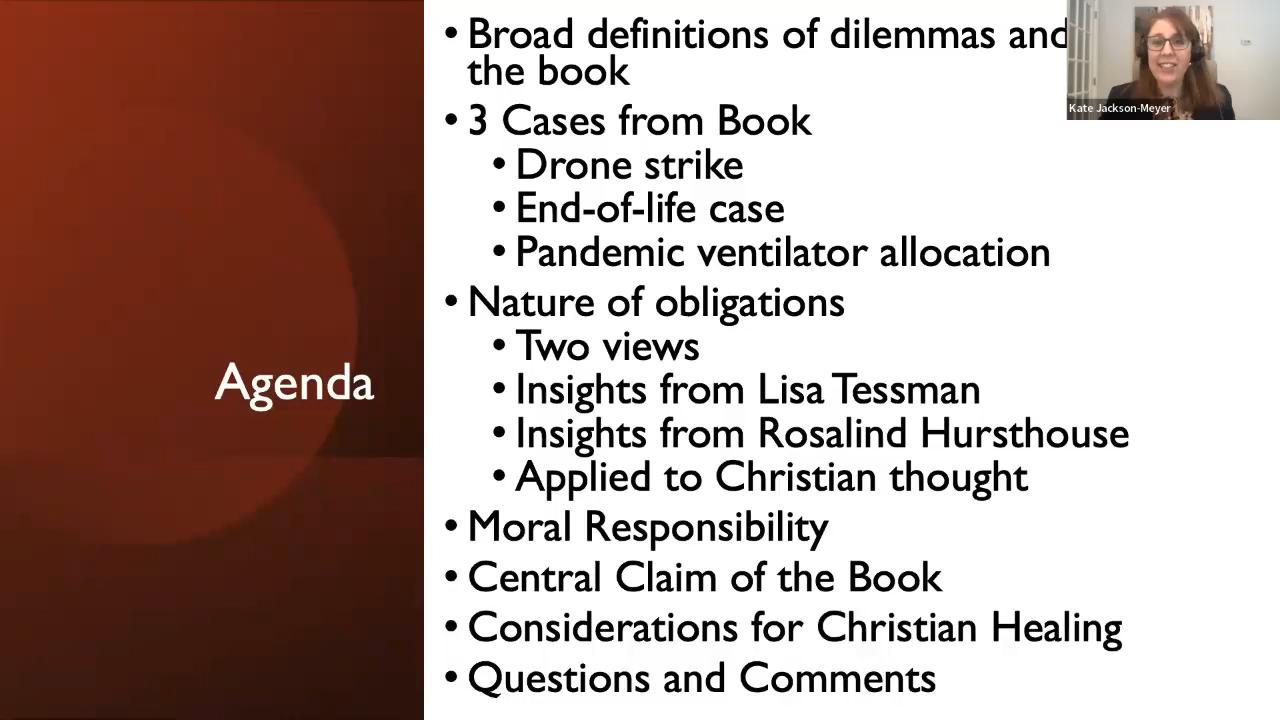 Agenda
• Broad definitions of dilemmas and
the book
• 3 Cases from Book
• Drone strike
• End-of-life case
• Pandemic ventilator allocation
• Nature of obligations
• Two views
• Insights from Lisa Tessman
• Insights from Rosalind Hursthouse
• Applied to Christian thought
• Moral Responsibility
• Central Claim of the Book
• Considerations for Christian Healing
• Questions and Comments
Kate Jackson-Meyer